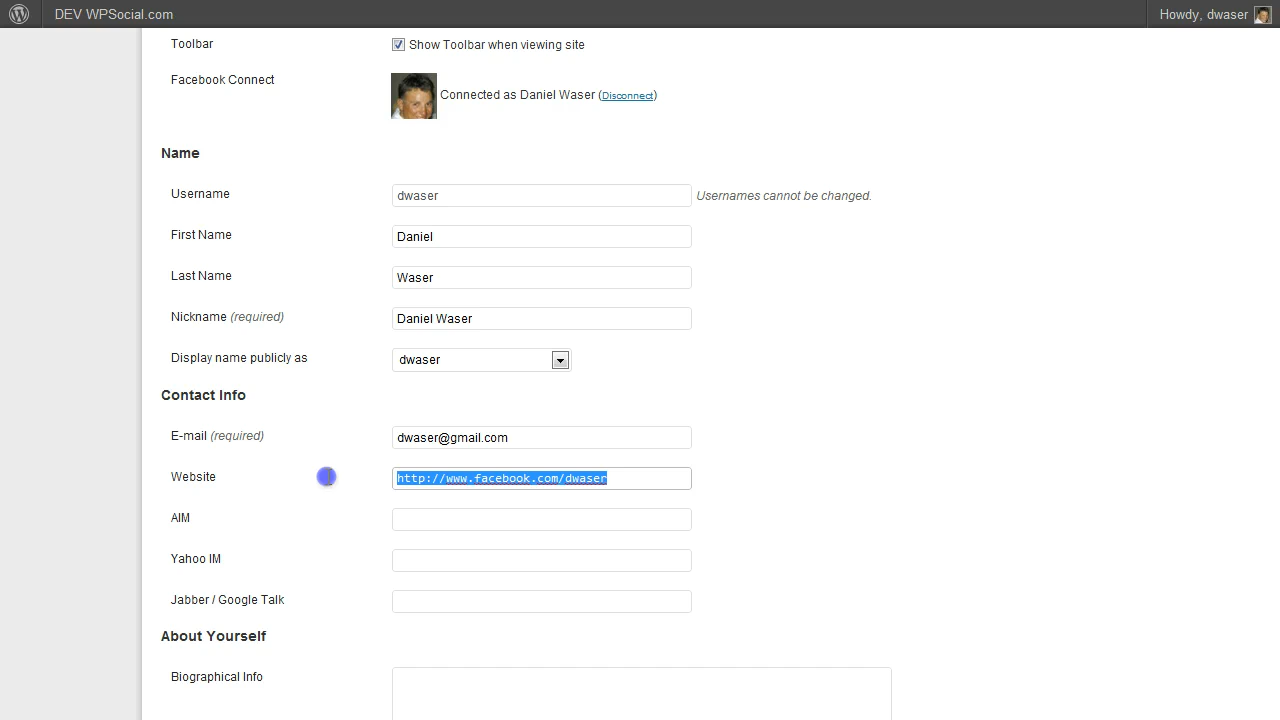 DEV WPSocial.com
Howdy, dwaser
Toolbar
Show Toolbar when viewing site
Facebook Connect
Connected as Daniel Waser (Disconnect)
Name
Username
dwaser
Usernames cannot be changed.
First Name
Daniel
Last Name
Waser
Nickname (required)
Daniel Waser
Display name publicly as
dwaser
Contact Info
E-mail (required)
dwaser@gmail.com
Website
http://www.facebook.com/dwaser
AIM
Yahoo IM
Jabber / Google Talk
About Yourself
Biographical Info